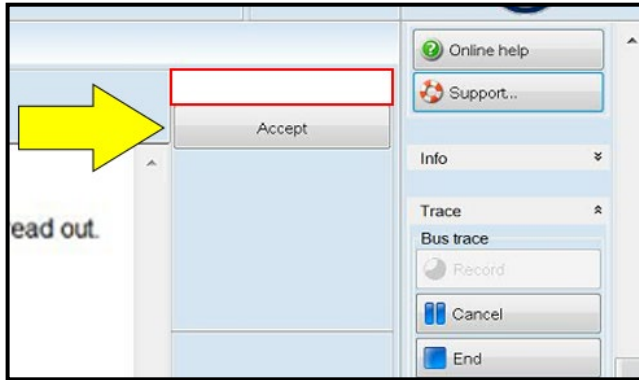 Online help
Support...
Accept
Info
ead out.
Trace
Bus trace
Record
Cancel
End